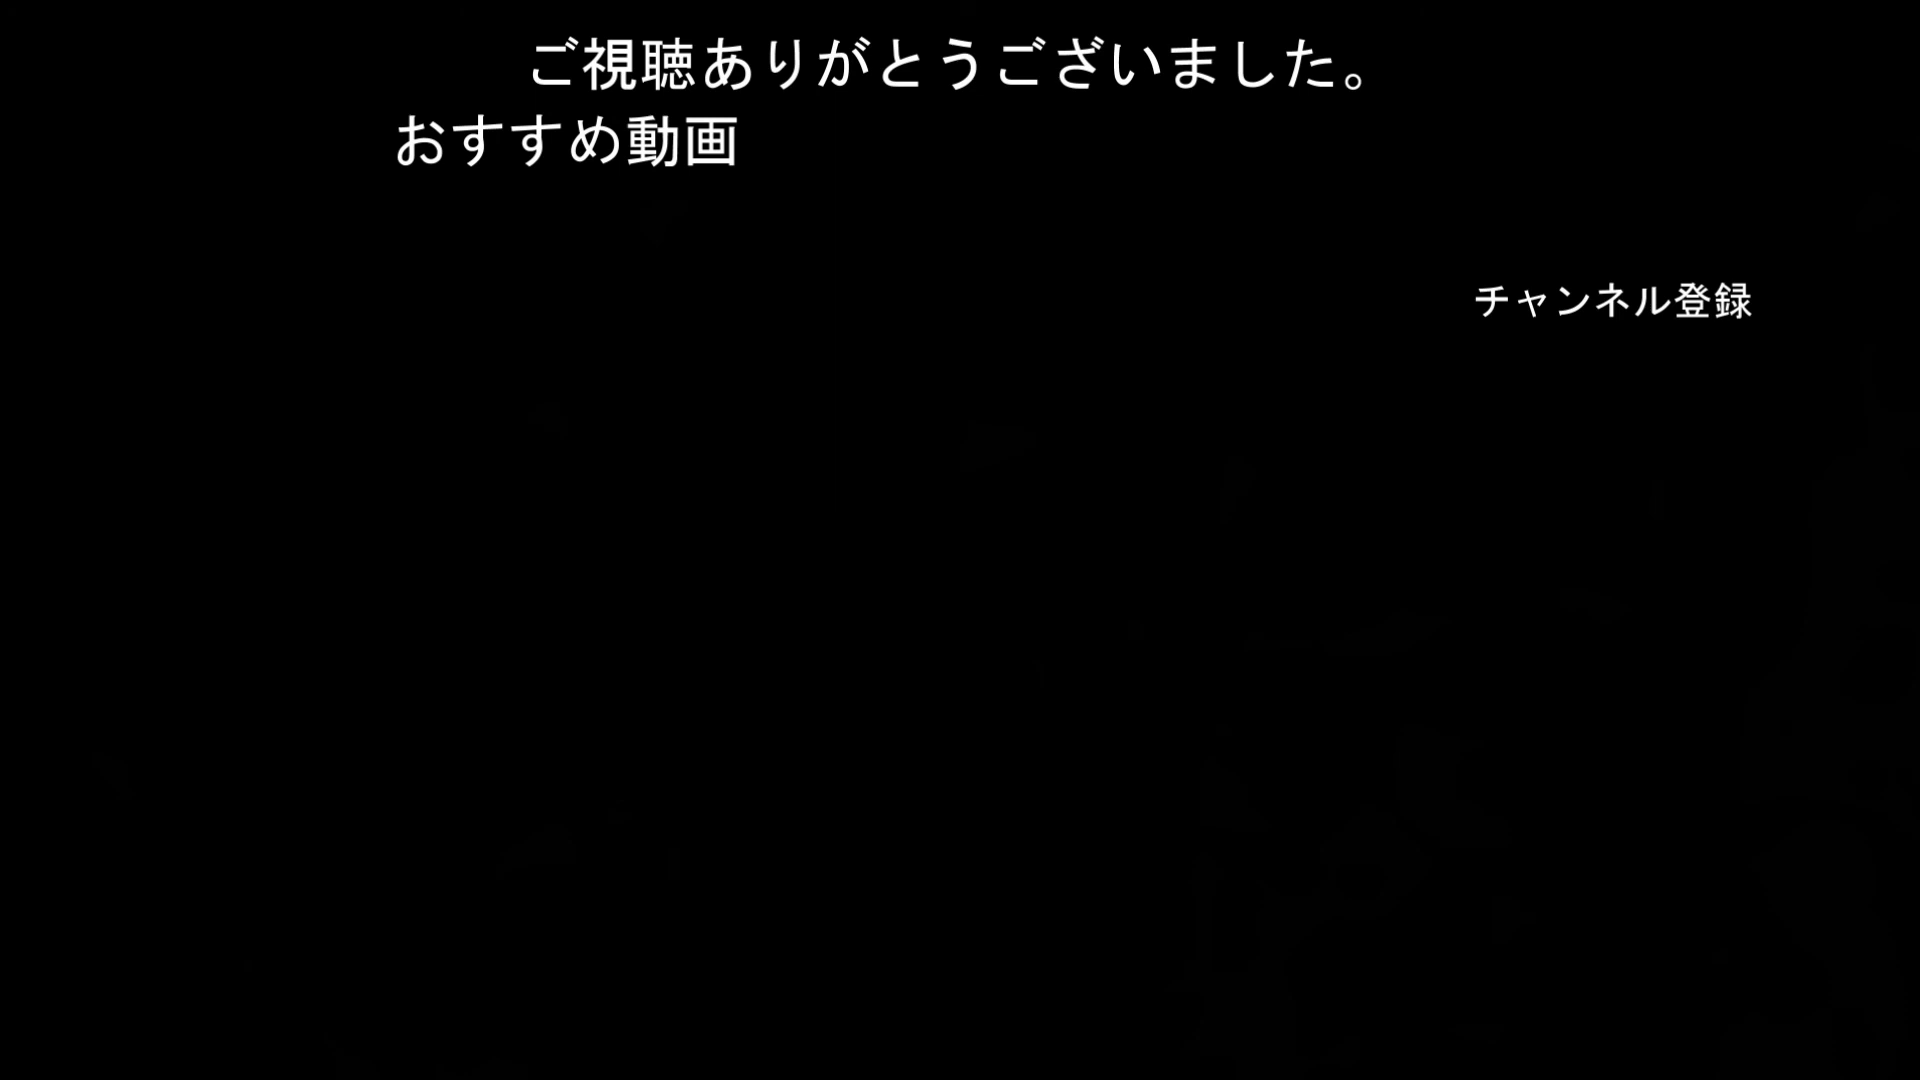 ご視聴ありがとうございました。
おすすめ動画
チャンネル登録